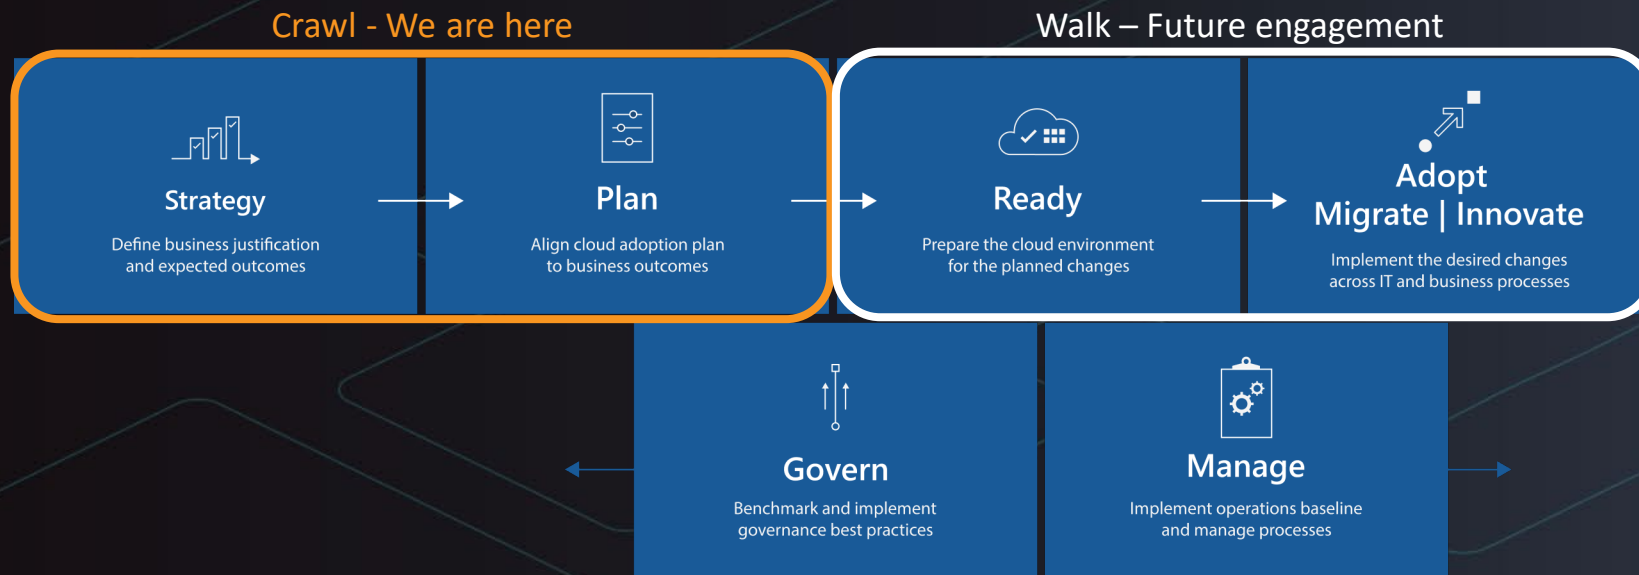 Crawl - We are here
Walk – Future engagement
Strategy
Define business justification
and expected outcomes
Plan
Align cloud adoption plan
to business outcomes
Ready
Prepare the cloud environment
for the planned changes
Adopt
Migrate | Innovate
Implement the desired changes
across IT and business processes
Govern
Benchmark and implement
governance best practices
Manage
Implement operations baseline
and manage processes